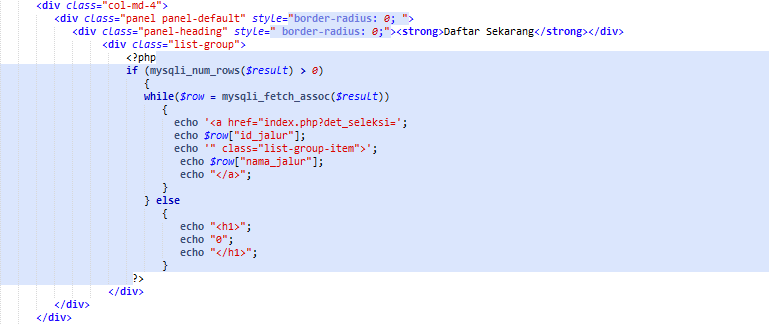 <div class="col-md-4">
<div class="panel panel-default" style="border-radius: 0; ">
<div class="panel-heading" style=" border-radius: 0;"><strong>Daftar Sekarang</strong></div>
<div class="list-group">
<?php
if (mysqli_num_rows($result) > 0)
{
while($row = mysqli_fetch_assoc($result))
{
echo '<a href="index.php?det_seleksi=';
echo $row["id_jalur"];
echo '" class="list-group-item">';
echo $row["nama_jalur"];
echo "</a>";
}
} else
{
echo "<h1>";
echo "0";
echo "</h1>";
}
?>
</div>
</div>
</div>